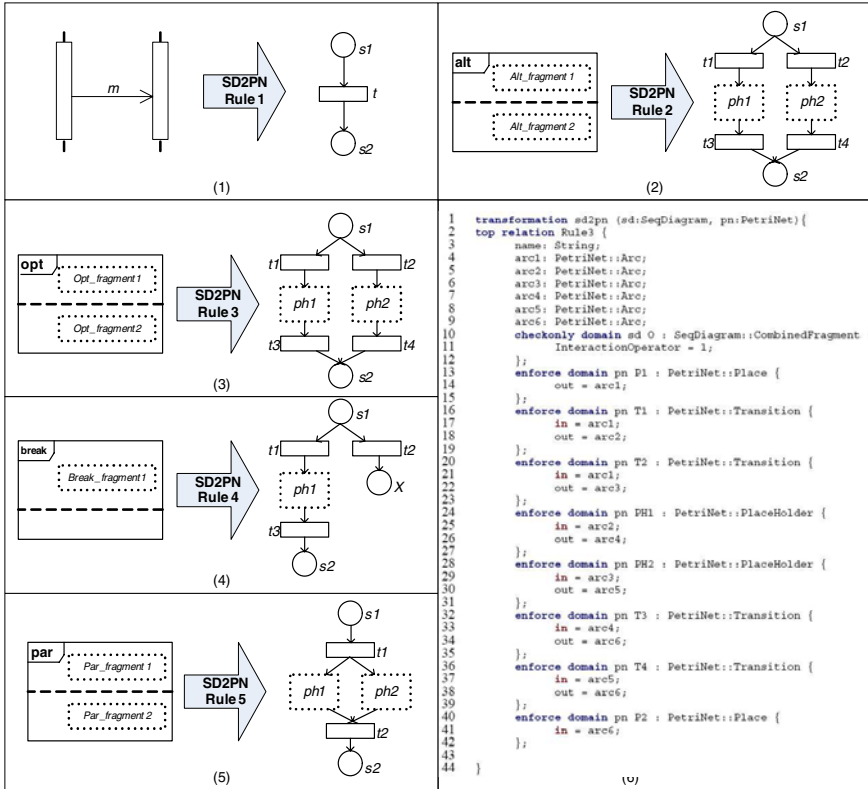 m
SD2PN
Rule 1
s1
t
s2
(1)
alt
Alt_fragment 1
Alt_fragment 2
SD2PN
Rule 2
s1
t1
t2
ph1
ph2
t3
t4
s2
(2)
opt
Opt_fragment1
Opt_fragment2
SD2PN
Rule 3
s1
t1
t2
ph1
ph2
t3
t4
s2
(3)
break
Break_fragment1
SD2PN
Rule 4
s1
t1
t2
ph1
X
t3
s2
(4)
par
Par_fragment 1
Par_fragment 2
SD2PN
Rule 5
s1
t1
ph1
ph2
t2
s2
(5)
1 transformation sd2pn (sd:SeqDiagram, pn:PetriNet){
2 top relation Rule3 {
3 name: String;
4 arc1: PetriNet::Arc;
5 arc2: PetriNet::Arc;
6 arc3: PetriNet::Arc;
7 arc4: PetriNet::Arc;
8 arc5: PetriNet::Arc;
9 arc6: PetriNet::Arc;
10 checkonly domain sd O : SeqDiagram::CombinedFragment
11 InteractionOperator = 1;
12 };
13 enforce domain pn P1 : PetriNet::Place {
14 out = arc1;
15 };
16 enforce domain pn T1 : PetriNet::Transition {
17 in = arc1;
18 out = arc2;
19 };
20 enforce domain pn T2 : PetriNet::Transition {
21 in = arc1;
22 out = arc3;
23 };
24 enforce domain pn PH1 : PetriNet::PlaceHolder {
25 in = arc2;
26 out = arc4;
27 };
28 enforce domain pn PH2 : PetriNet::PlaceHolder {
29 in = arc3;
30 out = arc5;
31 };
32 enforce domain pn T3 : PetriNet::Transition {
33 in = arc4;
34 out = arc6;
35 };
36 enforce domain pn T4 : PetriNet::Transition {
37 in = arc5;
38 out = arc6;
39 };
40 enforce domain pn P2 : PetriNet::Place {
41 in = arc6;
42 };
43
44 }
(6)